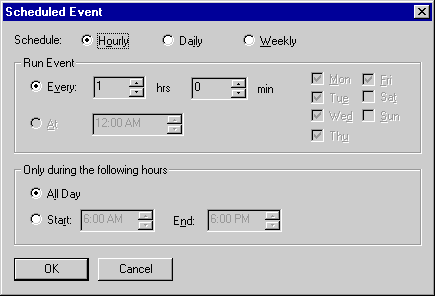 Scheduled Event
Schedule: Hourly Daily Weekly
Run Event
Every: 1 hrs 0 min
Mon Fri
Tue Sat
At 12:00 AM
Wed Sun
Thu
Only during the following hours
All Day
Start: 6:00 AM End: 6:00 PM
OK Cancel